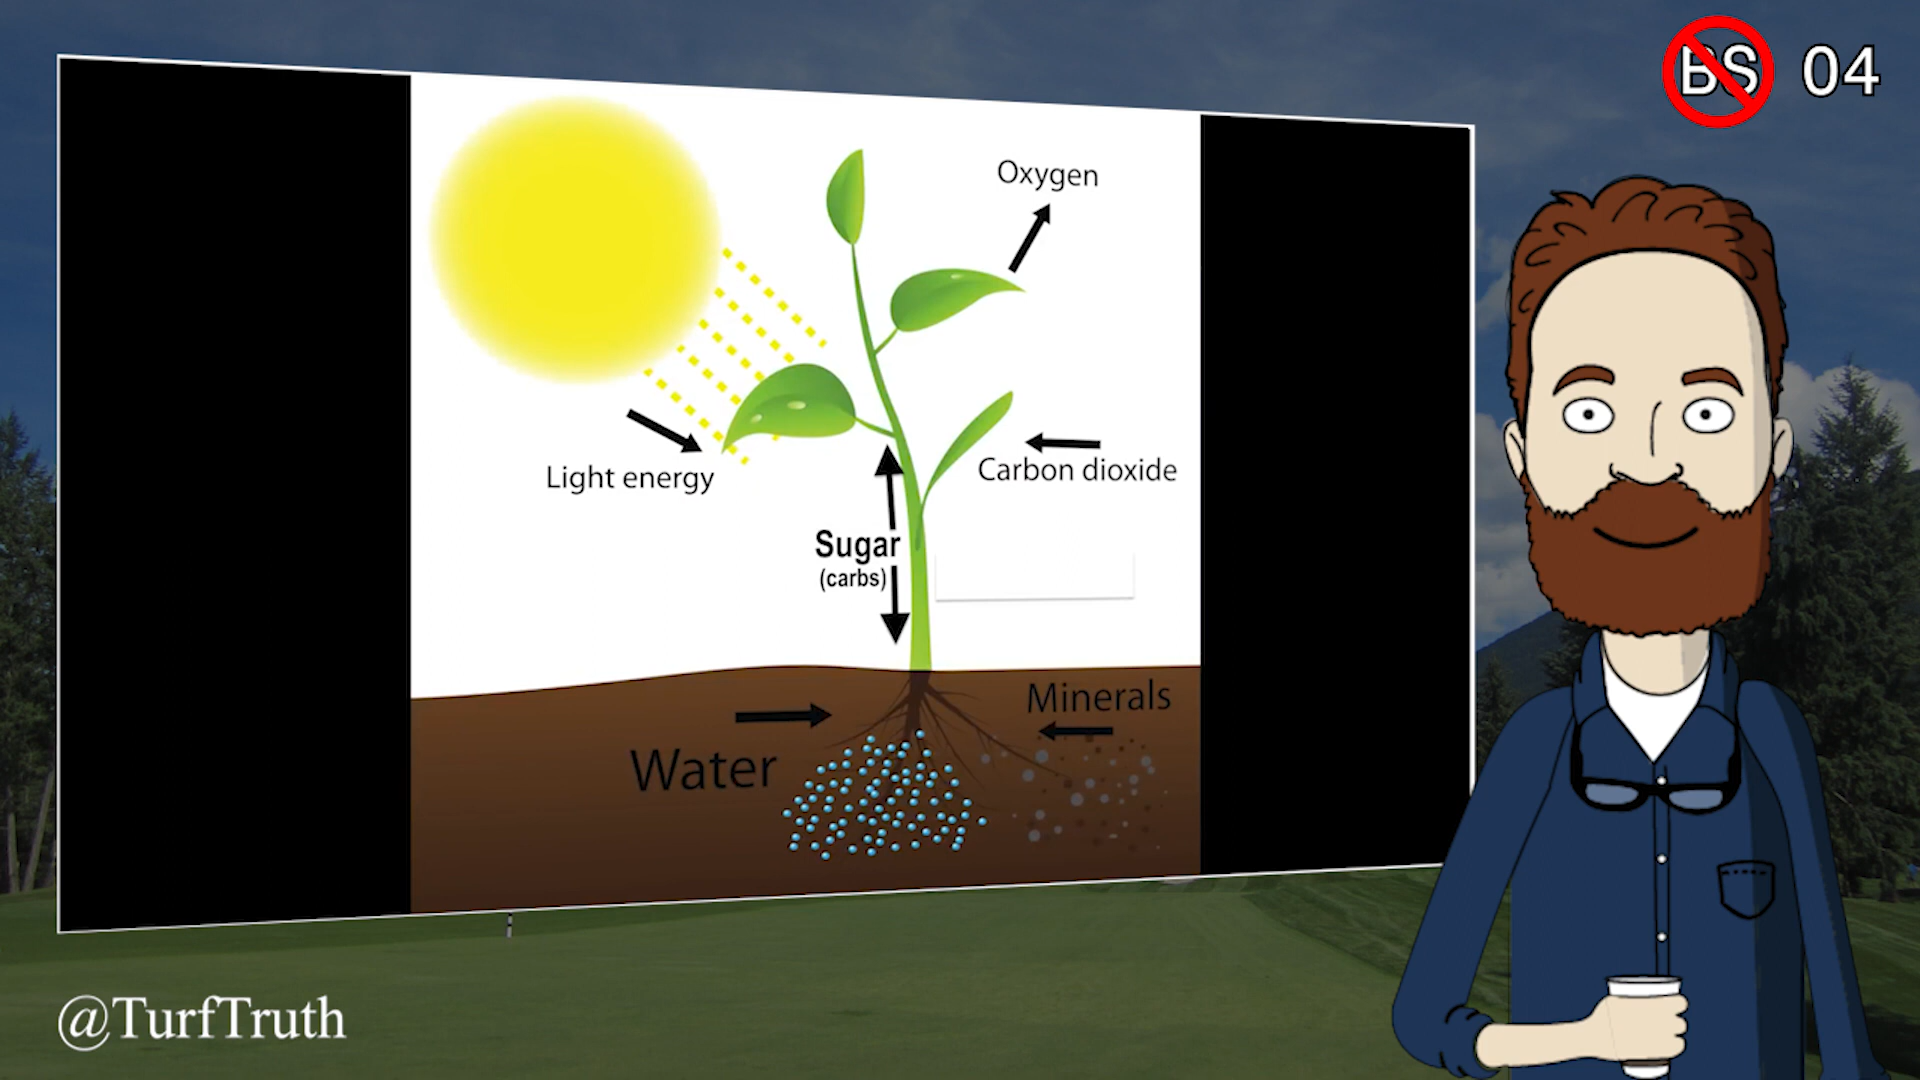 BS 04
Oxygen
Light energy
Carbon dioxide
Sugar
(carbs)
Minerals
Water
@TurfTruth